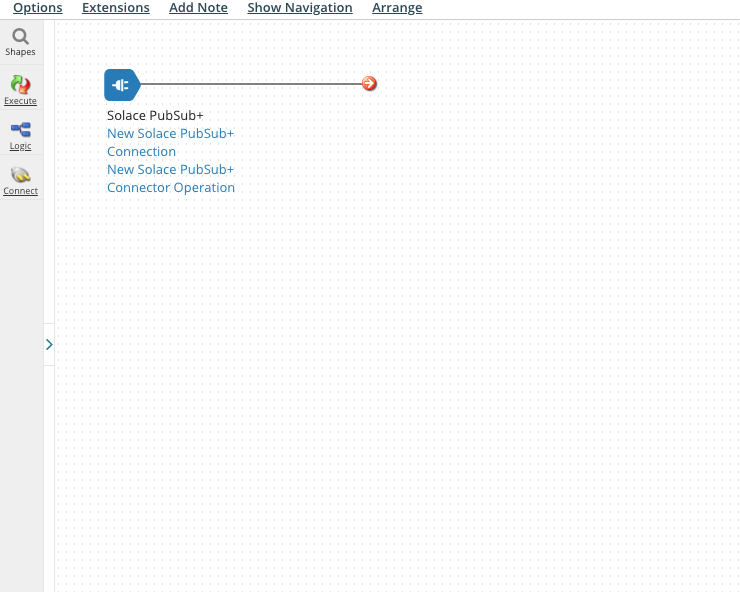 Options Extensions Add Note Show Navigation Arrange
Shapes
Execute
Logic
Connect
Solace PubSub+
New Solace PubSub+
Connection
New Solace PubSub+
Connector Operation